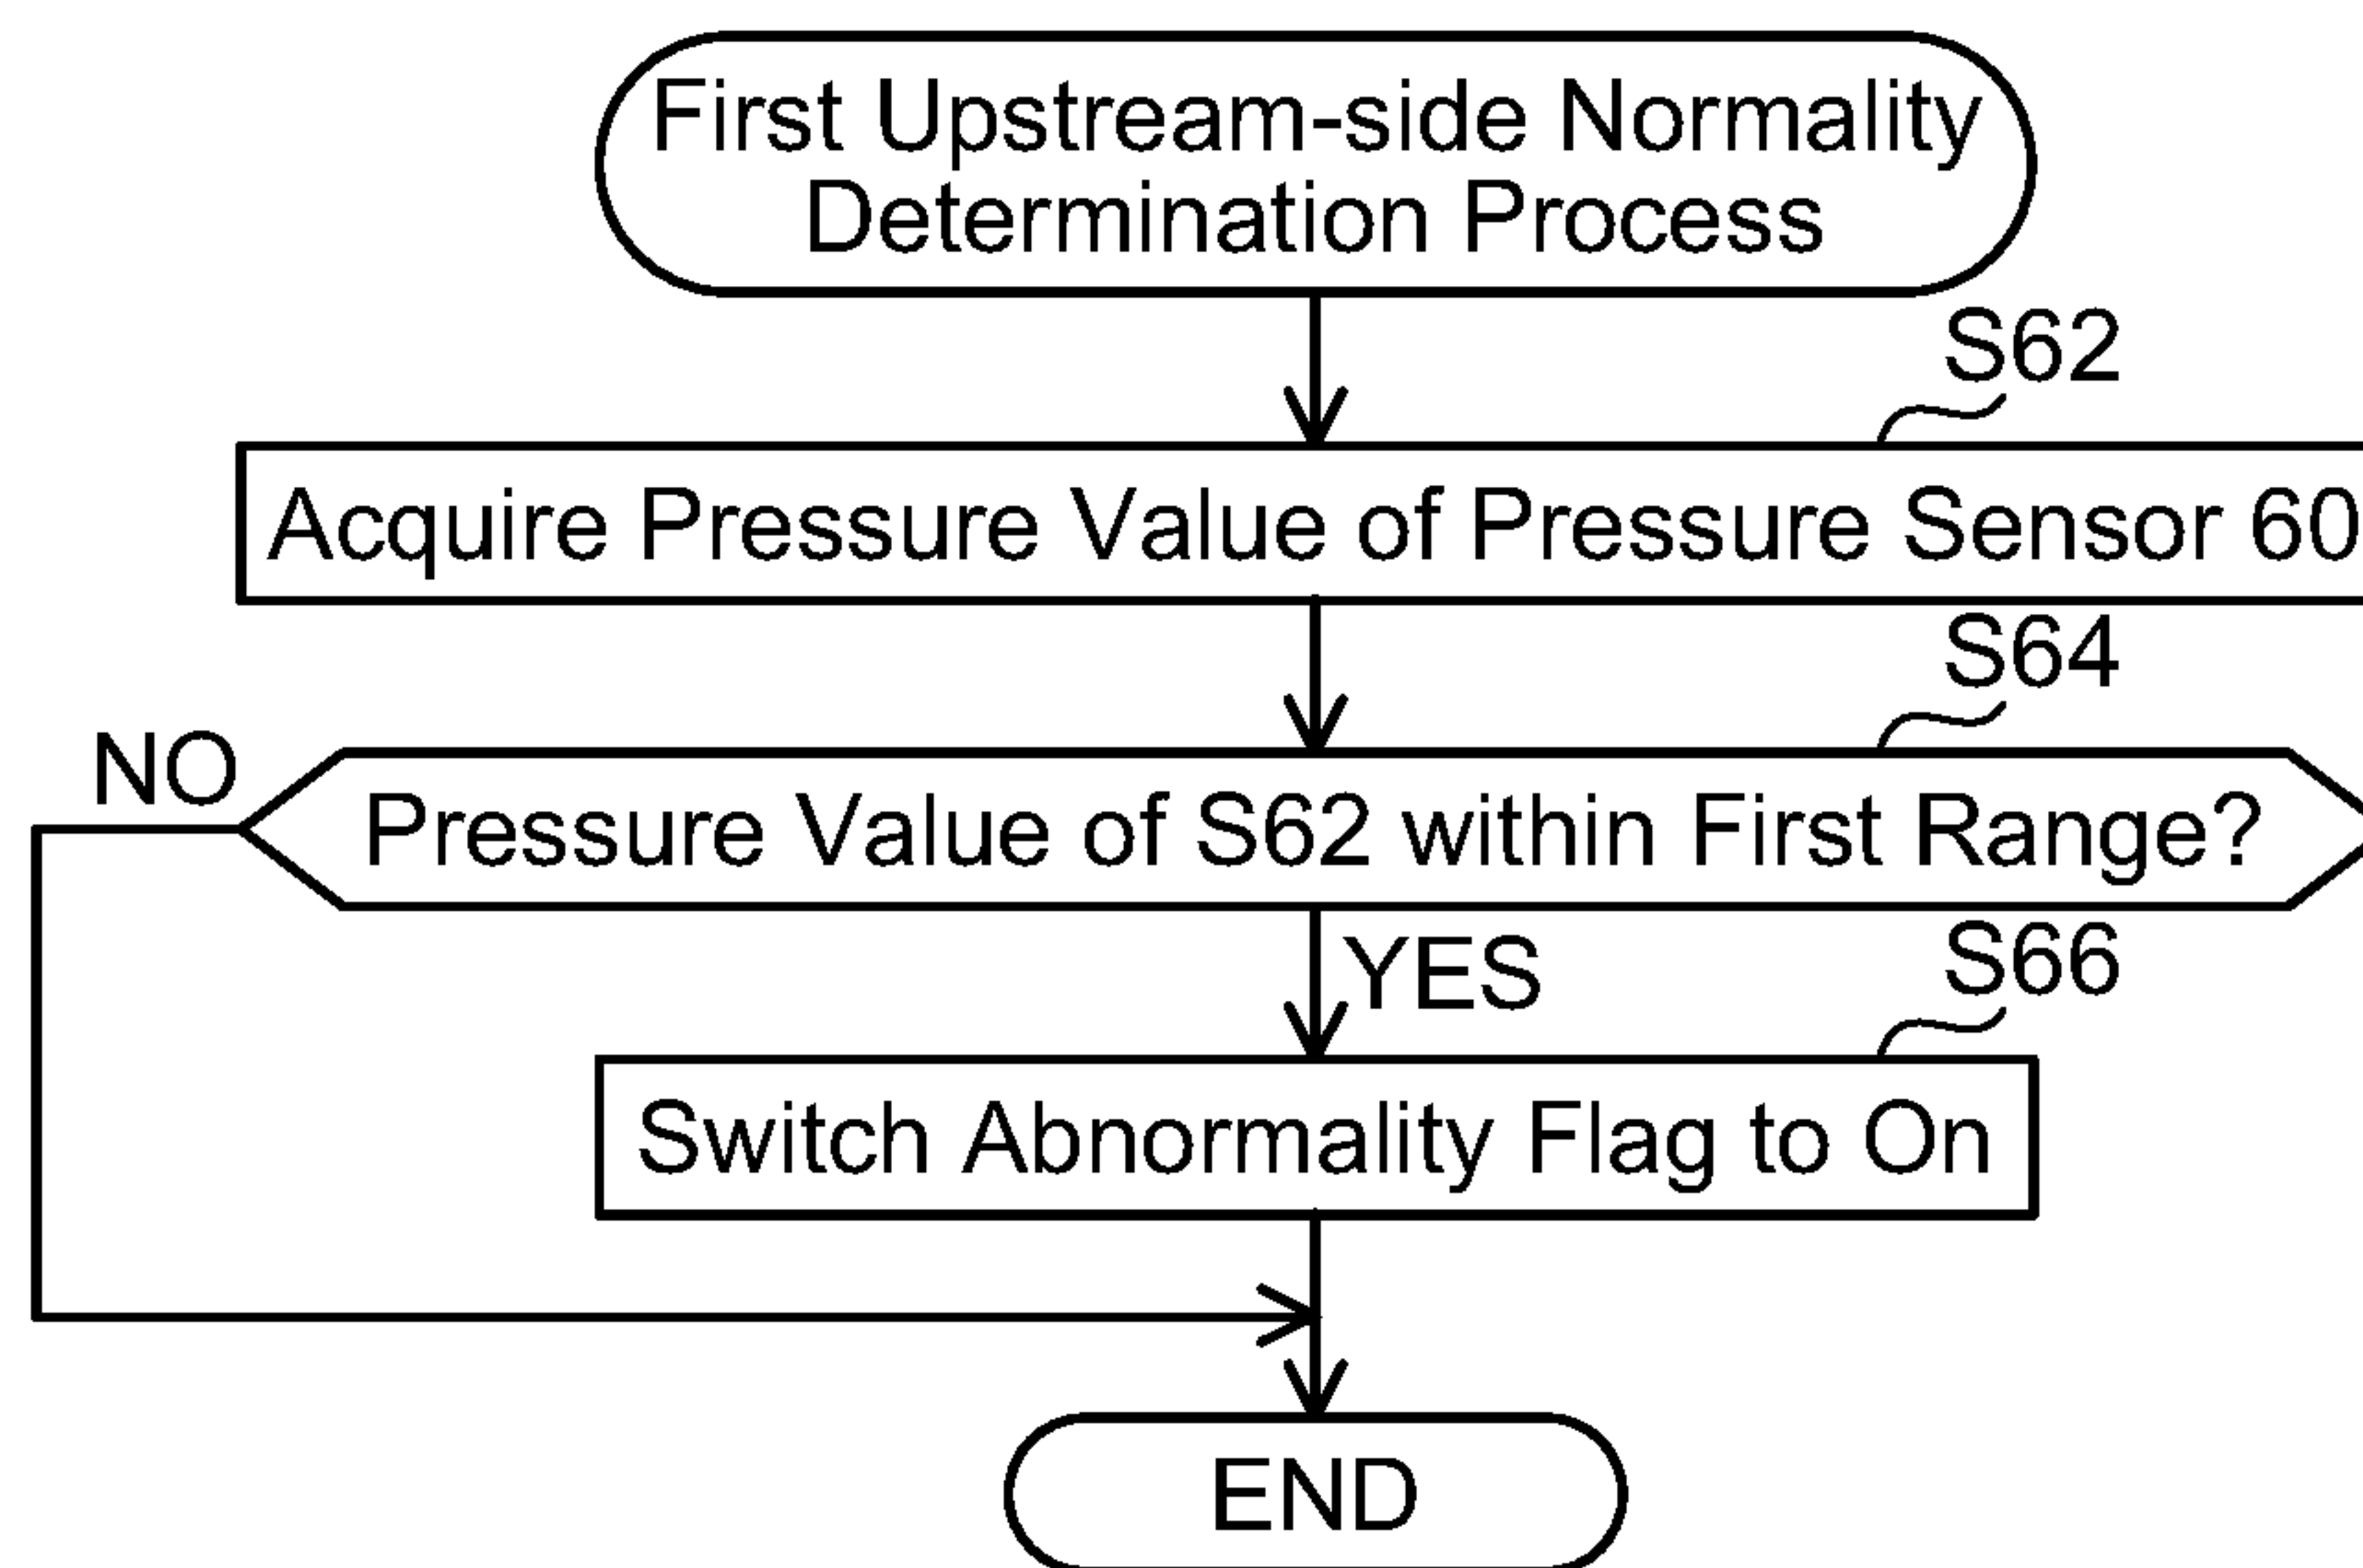 First Upstream-side Normality
Determination Process
S62
Acquire Pressure Value of Pressure Sensor 60
S64
NO
Pressure Value of S62 within First Range?
YES
S66
Switch Abnormality Flag to On
END